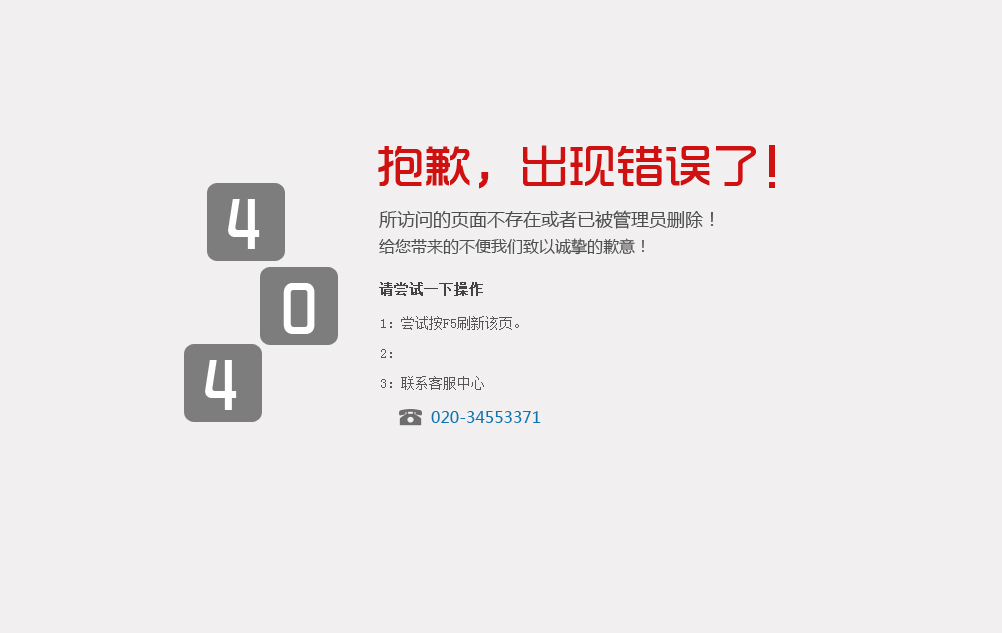 4
0
4
抱歉，出现错误了！
所访问的页面不存在或者已被管理员删除！
给您带来的不便我们致以诚挚的歉意！
请尝试一下操作
1：尝试按F5刷新该页。
2：
3：联系客服中心
020-34553371